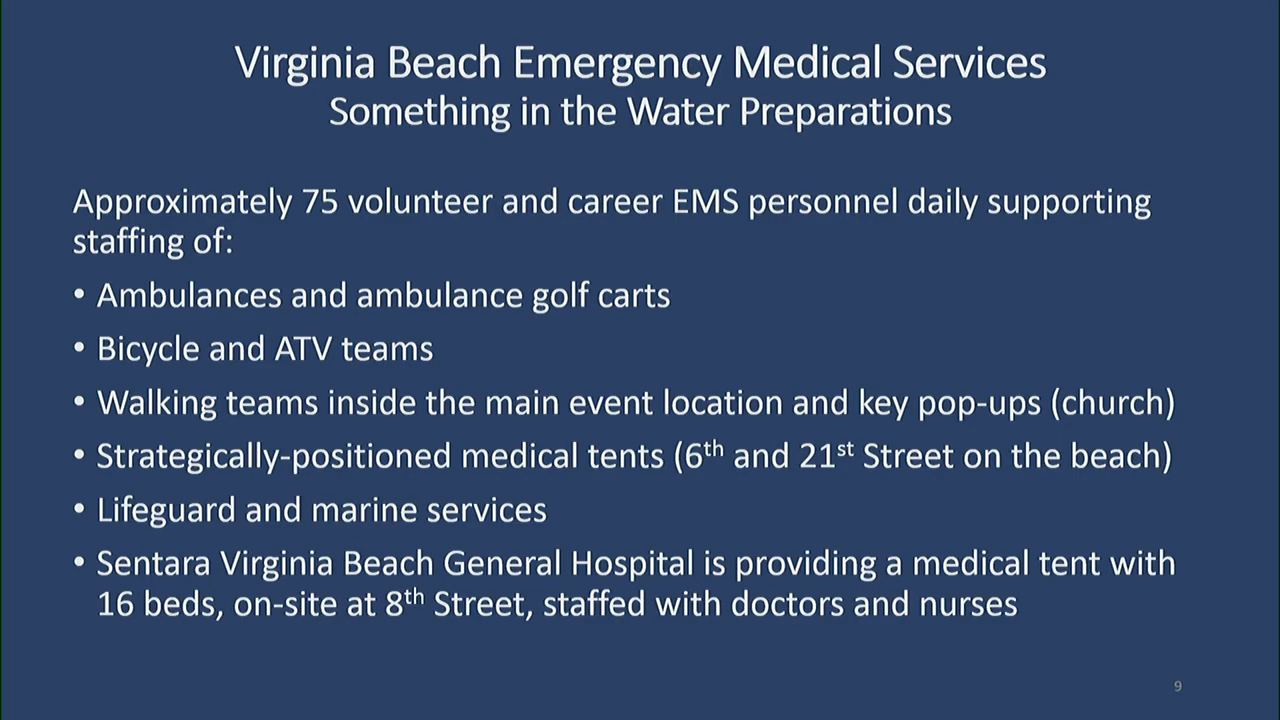 Virginia Beach Emergency Medical Services
Something in the Water Preparations
Approximately 75 volunteer and career EMS personnel daily supporting
staffing of:
• Ambulances and ambulance golf carts
• Bicycle and ATV teams
• Walking teams inside the main event location and key pop-ups (church)
• Strategically-positioned medical tents (6th and 21st Street on the beach)
• Lifeguard and marine services
• Sentara Virginia Beach General Hospital is providing a medical tent with
16 beds, on-site at 8th Street, staffed with doctors and nurses
9